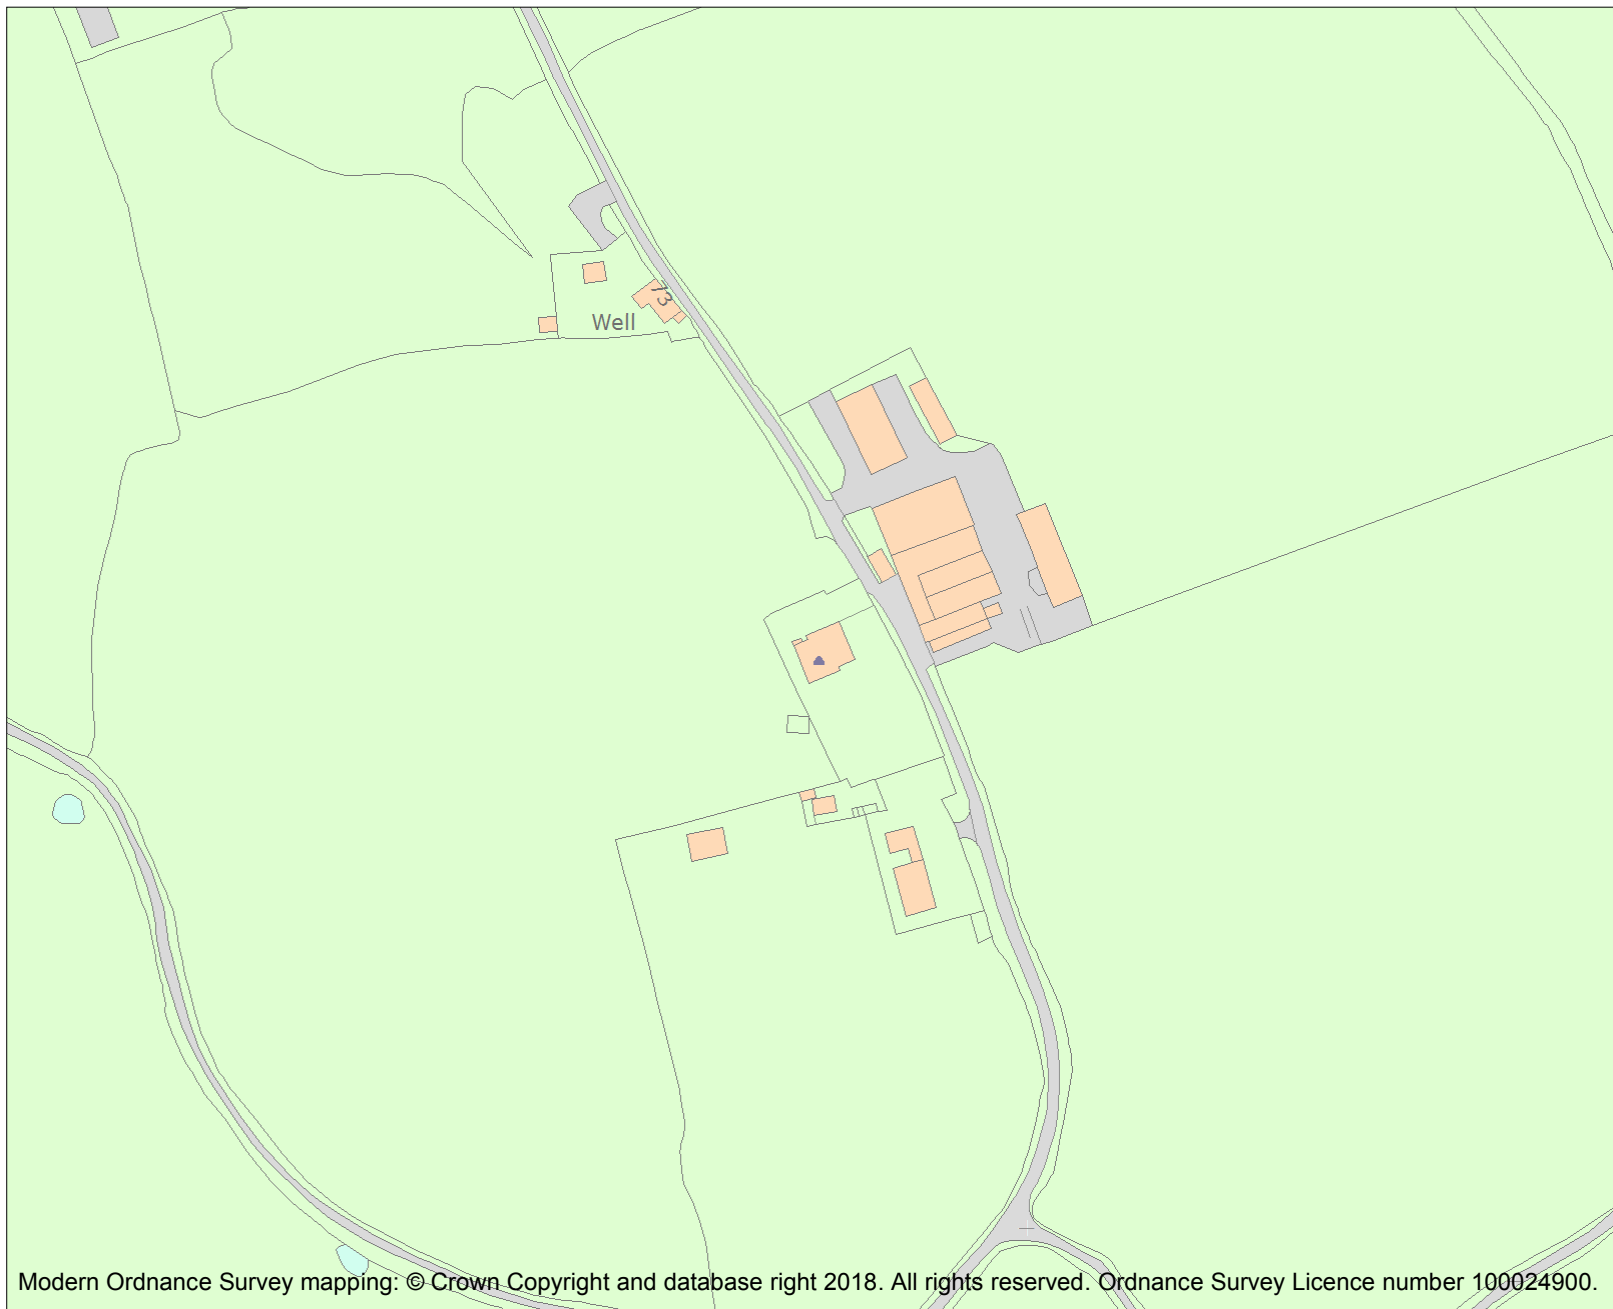 13
Well
Modern Ordnance Survey mapping: © Crown Copyright and database right 2018. All rights reserved. Ordnance Survey Licence number 100024900.